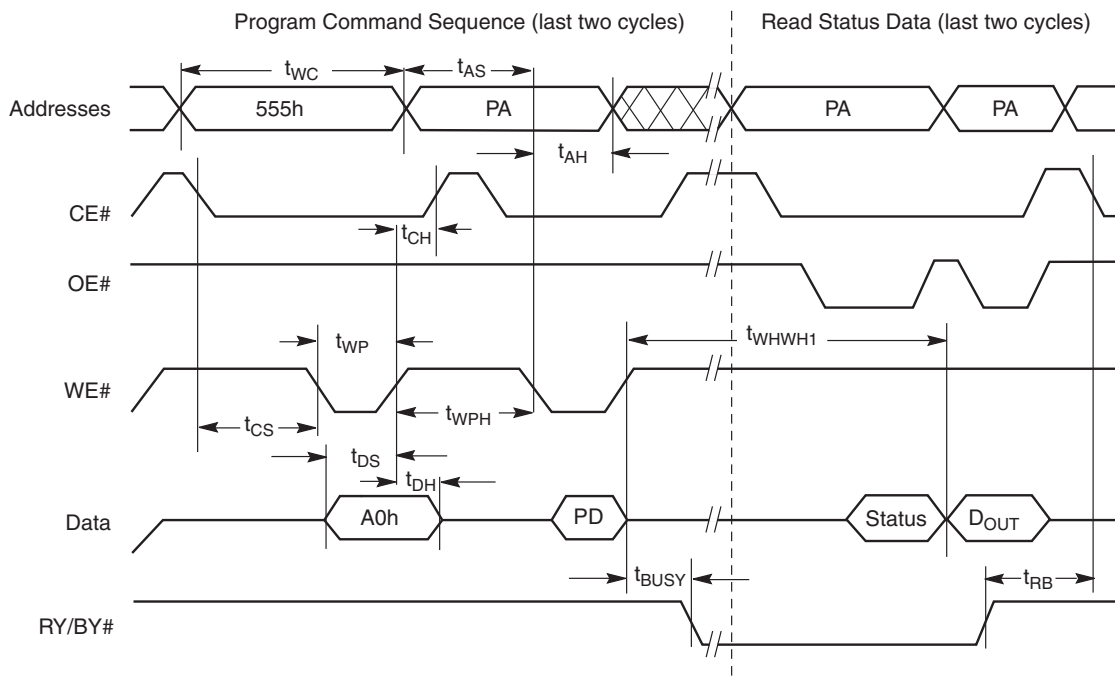 Program Command Sequence (last two cycles) Read Status Data (last two cycles)
tWC tAS
Addresses 555h PA PA PA
tAH
CE#
tCH
OE#
tWP tWHWH1
WE#
tCS tWPH
tDS
tDH
Data A0h PD Status DOUT
tBUSY tRB
RY/BY#